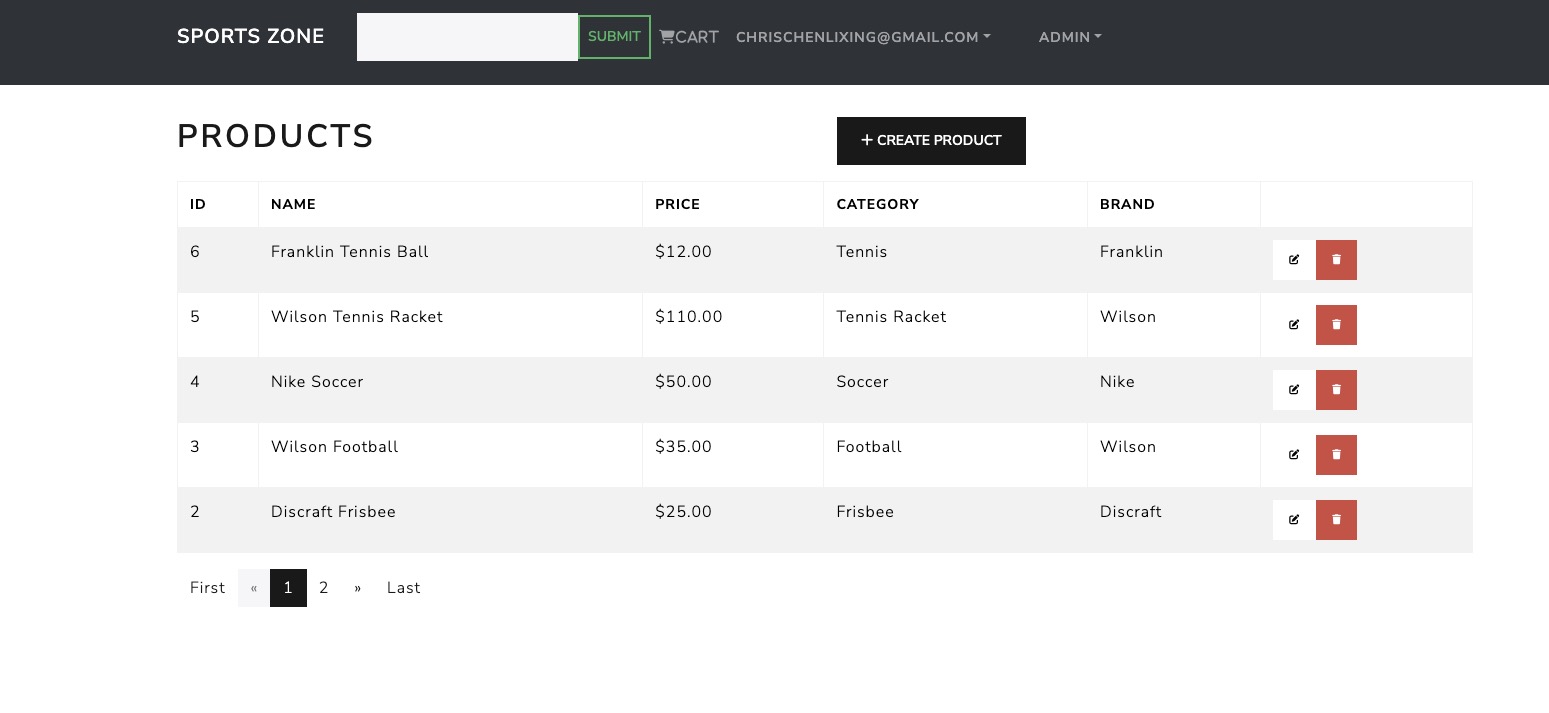 SPORTS ZONE SUBMIT CART CHRISCHENLIXING@GMAIL.COM ADMIN
PRODUCTS + CREATE PRODUCT
ID NAME PRICE CATEGORY BRAND
6 Franklin Tennis Ball $12.00 Tennis Franklin
5 Wilson Tennis Racket $110.00 Tennis Racket Wilson
4 Nike Soccer $50.00 Soccer Nike
3 Wilson Football $35.00 Football Wilson
2 Discraft Frisbee $25.00 Frisbee Discraft
First « 1 2 » Last